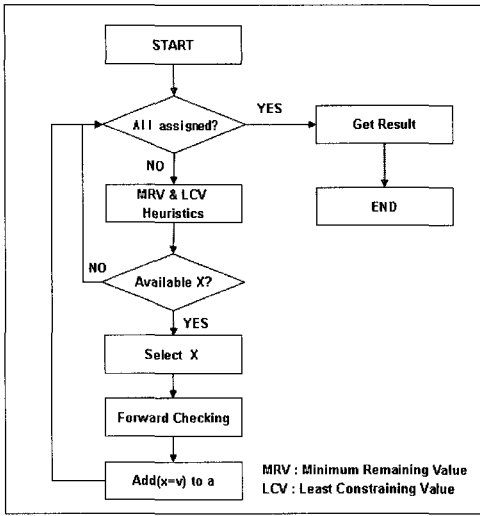 START
All assigned?
YES
Get Result
NO
END
MRV & LCV
Heuristics
NO
Available X?
YES
Select X
Forward Checking
Add(x=v) to a
MRV : Minimum Remaining Value
LCV : Least Constraining Value